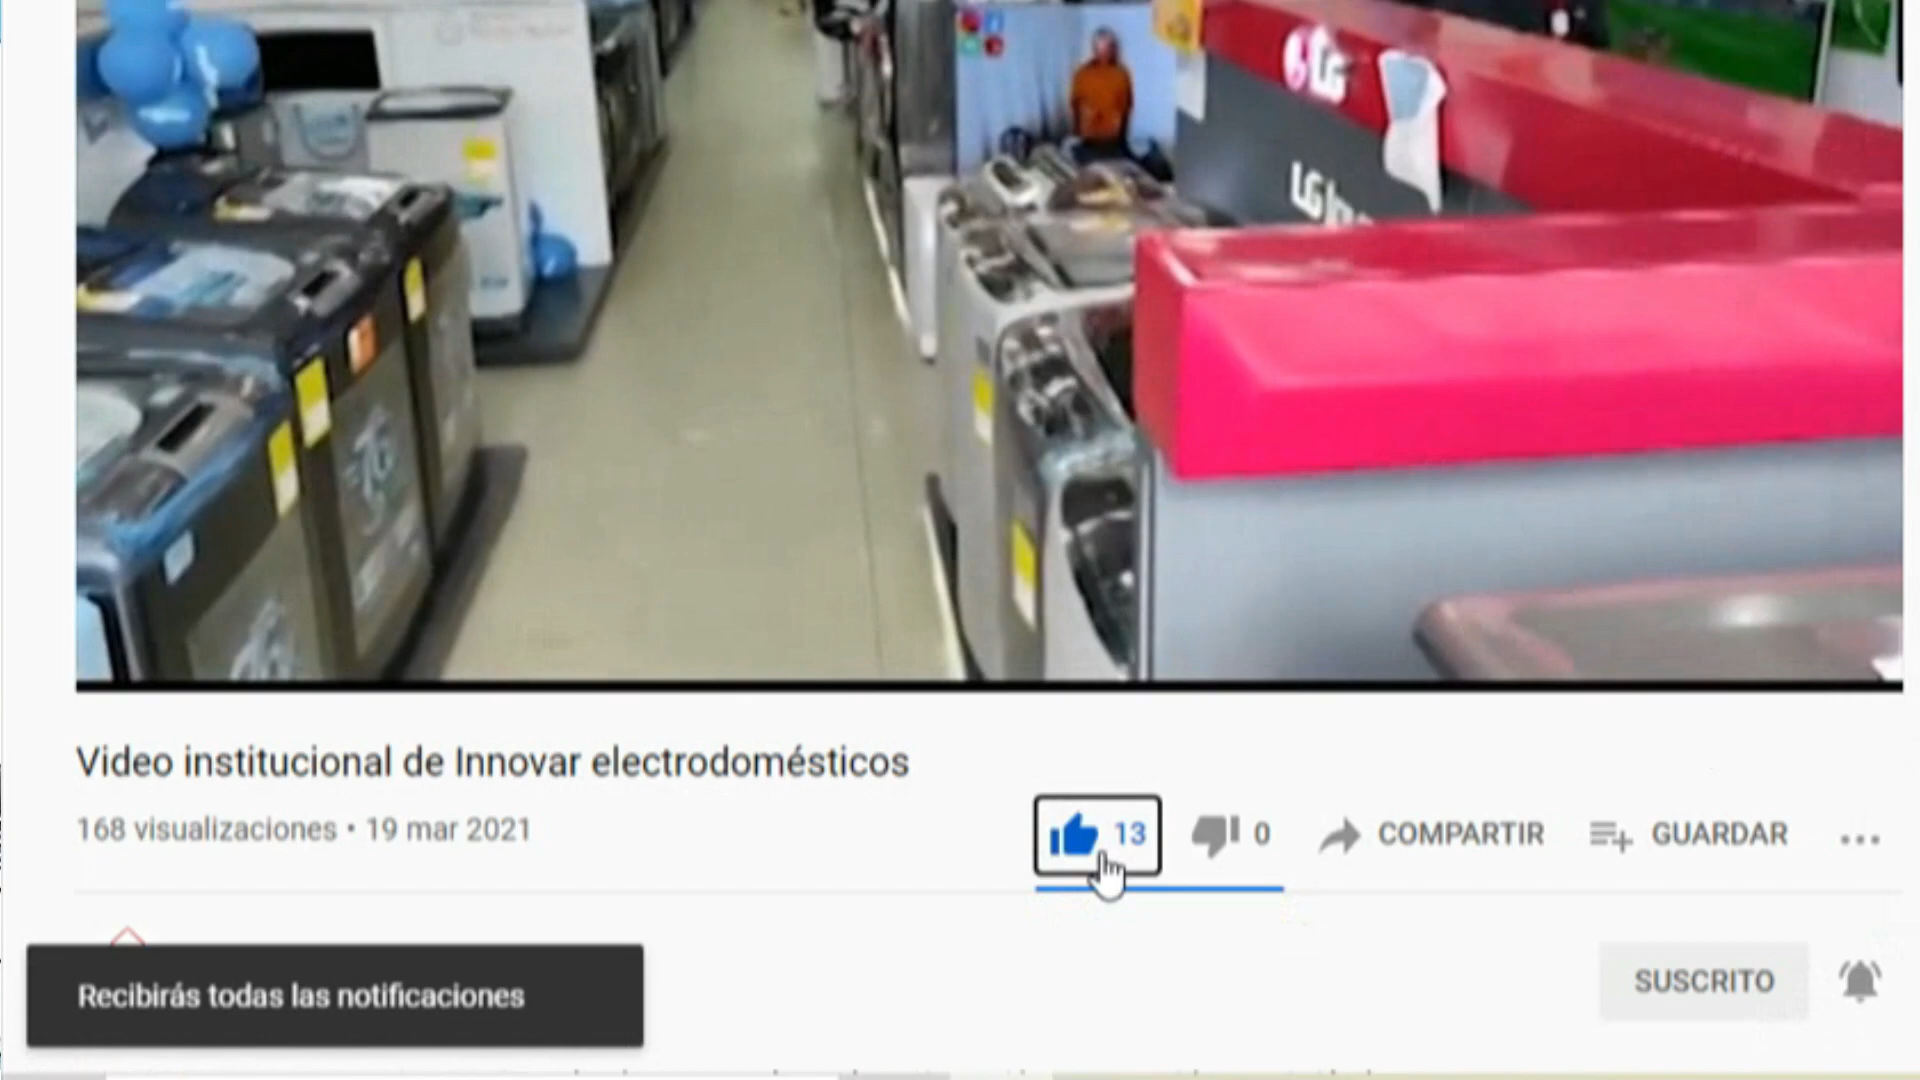 LG
LG
Video institucional de Innovar electrodomésticos
168 visualizaciones • 19 mar 2021
13
0
COMPARTIR
GUARDAR
Recibirás todas las notificaciones
SUSCRITO